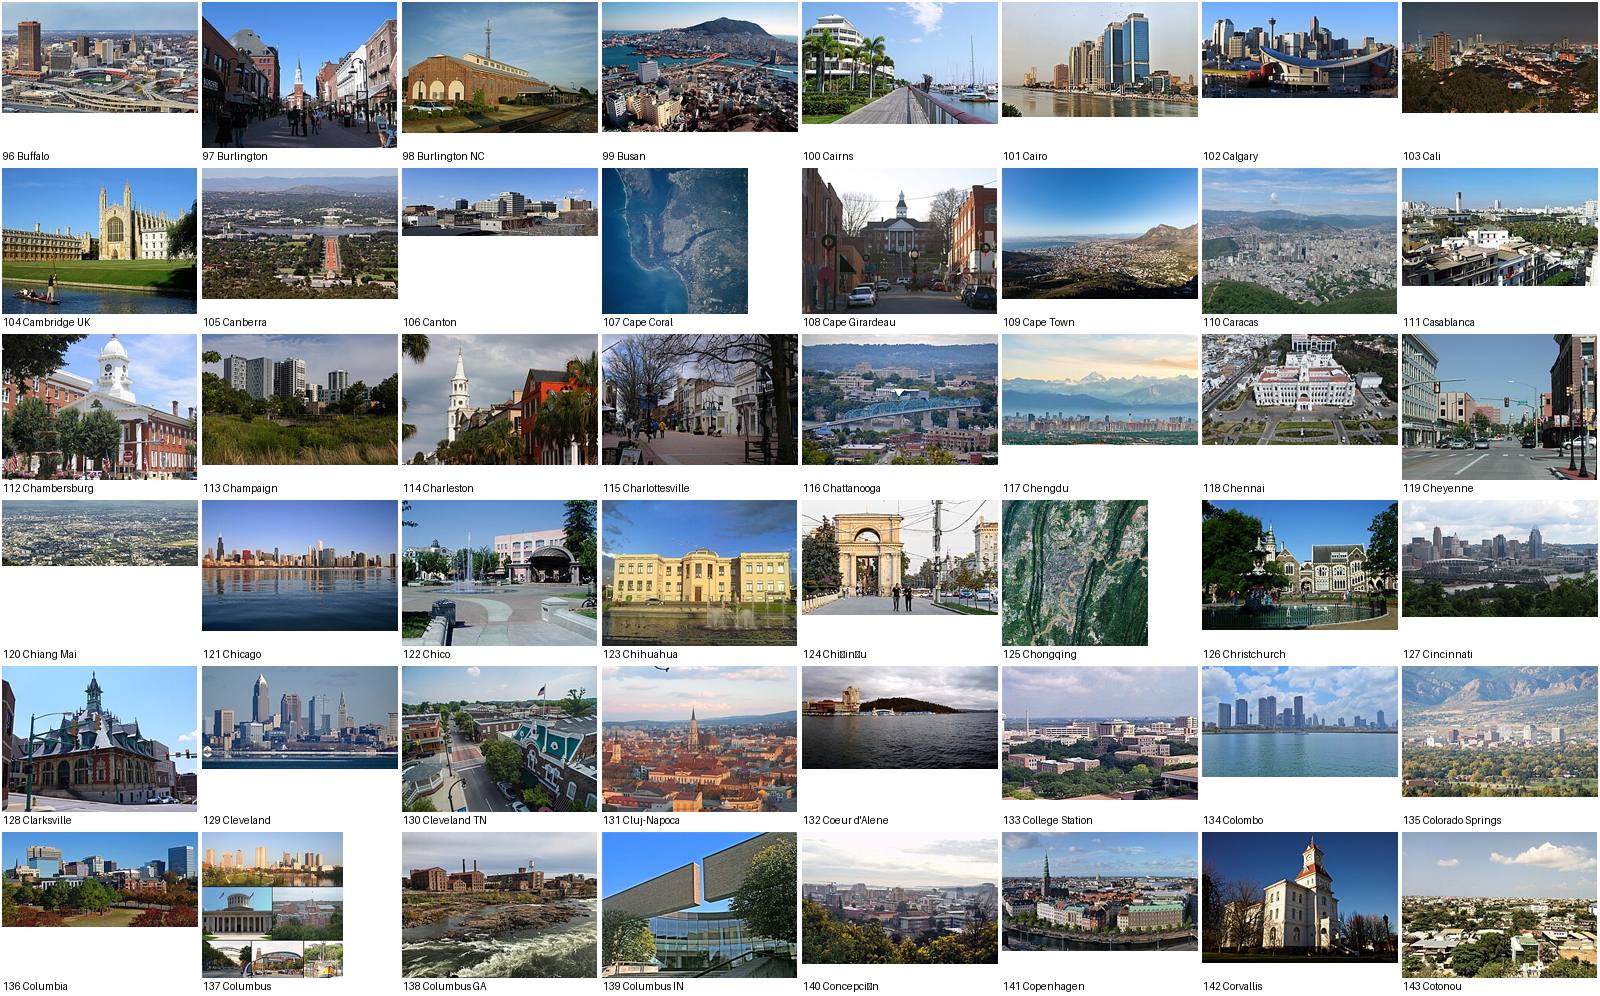 96 Buffalo
97 Burlington
98 Burlington NC
99 Busan
100 Cairns
101 Cairo
102 Calgary
103 Cali
104 Cambridge UK
105 Canberra
106 Canton
107 Cape Coral
108 Cape Girardeau
109 Cape Town
110 Caracas
111 Casablanca
112 Chambersburg
113 Champaign
114 Charleston
115 Charlottesville
116 Chattanooga
117 Chengdu
118 Chennai
119 Cheyenne
120 Chiang Mai
121 Chicago
122 Chico
123 Chihuahua
124 Chi▯in▯u
125 Chongqing
126 Christchurch
127 Cincinnati
128 Clarksville
129 Cleveland
130 Cleveland TN
131 Cluj-Napoca
132 Coeur d'Alene
133 College Station
134 Colombo
135 Colorado Springs
136 Columbia
137 Columbus
138 Columbus GA
139 Columbus IN
140 Concepci▯n
141 Copenhagen
142 Corvallis
143 Cotonou